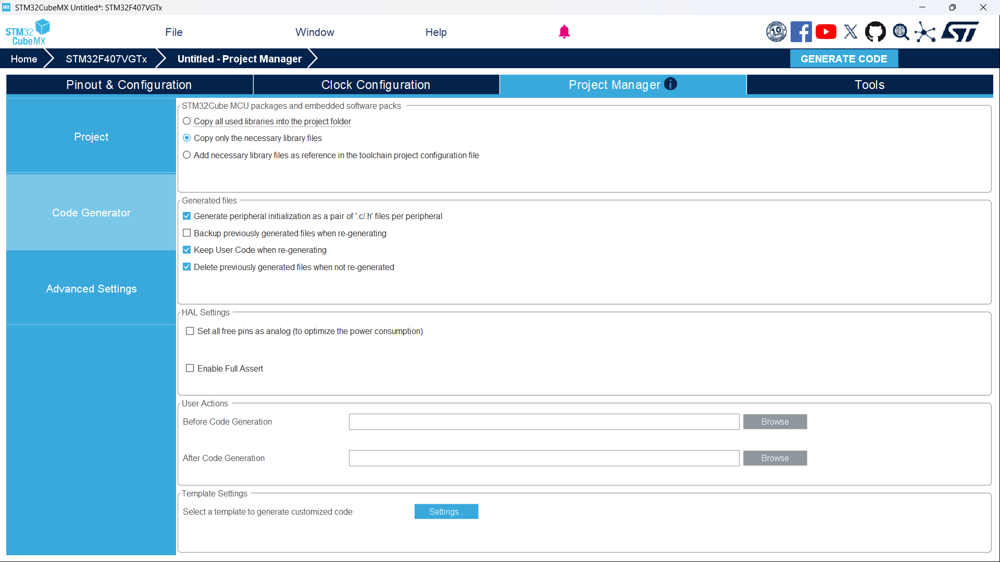 MX STM32CubeMX Untitled*: STM32F407VGTx
STM32
CubeMX
File
Window
Help
10
Home
STM32F407VGTx
Untitled - Project Manager
GENERATE CODE
Pinout & Configuration
Clock Configuration
Project Manager
i
Tools
Project
Code Generator
Advanced Settings
STM32Cube MCU packages and embedded software packs
Copy all used libraries into the project folder
Copy only the necessary library files
Add necessary library files as reference in the toolchain project configuration file
Generated files
Generate peripheral initialization as a pair of '.c/.h' files per peripheral
Backup previously generated files when re-generating
Keep User Code when re-generating
Delete previously generated files when not re-generated
HAL Settings
Set all free pins as analog (to optimize the power consumption)
Enable Full Assert
User Actions
Before Code Generation
Browse
After Code Generation
Browse
Template Settings
Select a template to generate customized code
Settings...